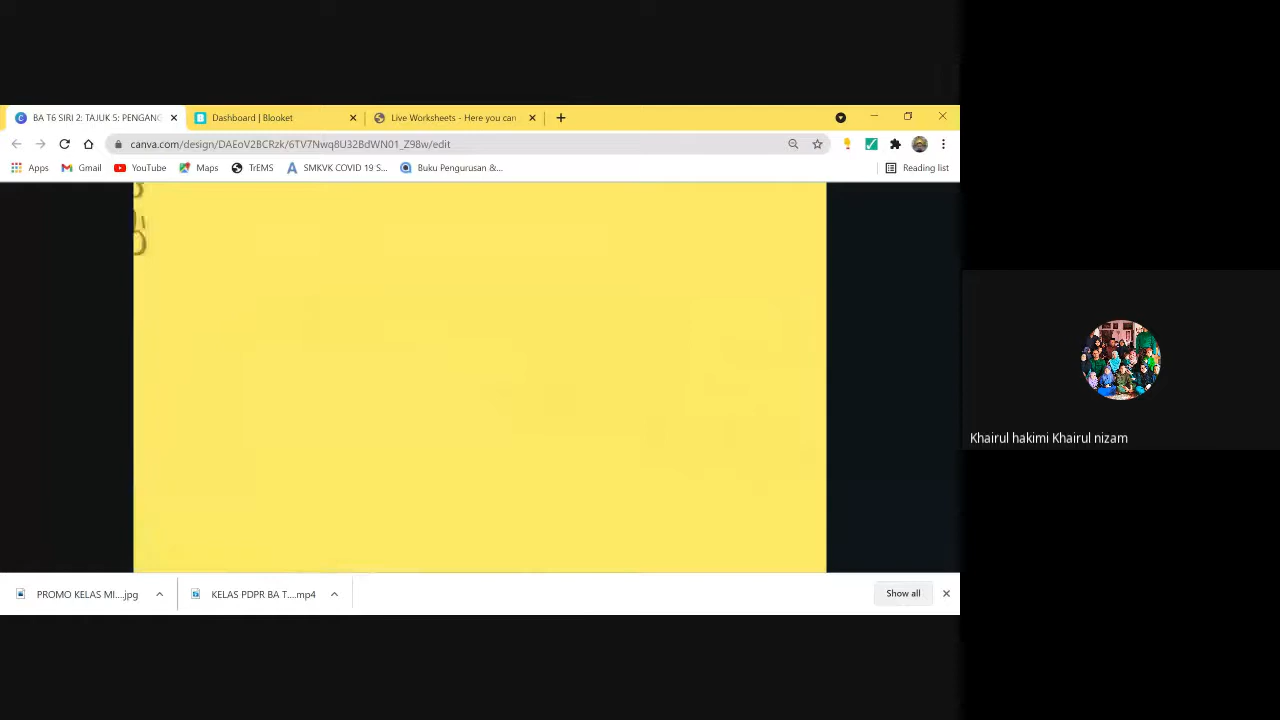 BA T6 SIRI 2: TAJUK 5: PENGANG
Dashboard | Blooket
Live Worksheets - Here you can
canva.com/design/DAEoV2BCRzk/6TV7Nwq8U32BdWN01_Z98w/edit
Apps
Gmail
YouTube
Maps
TrEMS
SMKVK COVID 19 S...
Buku Pengurusan &...
Reading list
Khairul hakimi Khairul nizam
PROMO KELAS MI....jpg
KELAS PDPR BA T....mp4
Show all